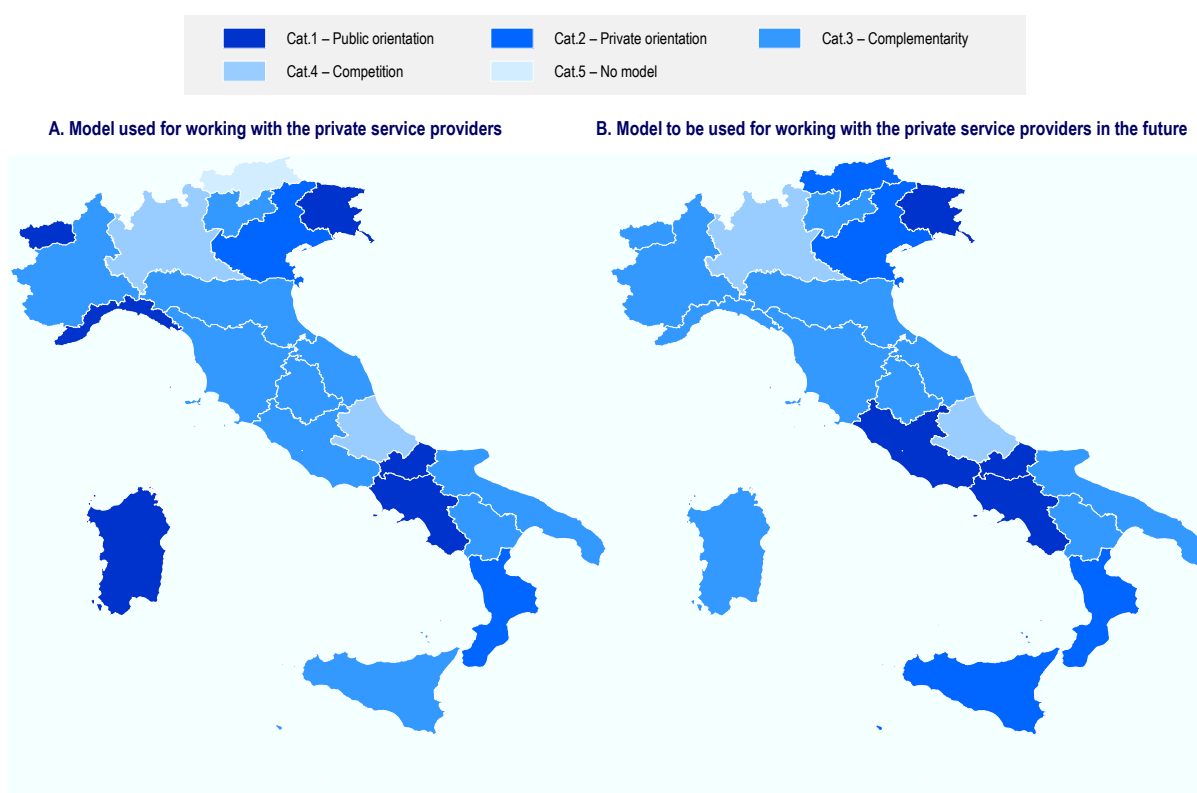 Cat.1 – Public orientation
Cat.2 – Private orientation
Cat.3 – Complementarity
Cat.4 – Competition
Cat.5 – No model
A. Model used for working with the private service providers
B. Model to be used for working with the private service providers in the future